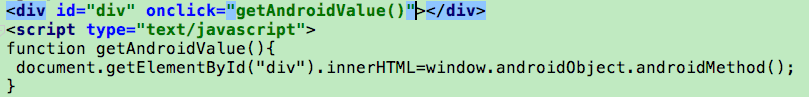 <div id="div" onclick="getAndroidValue()"></div>
<script type="text/javascript">
function getAndroidValue(){
 document.getElementById("div").innerHTML=window.androidObject.androidMethod();
}